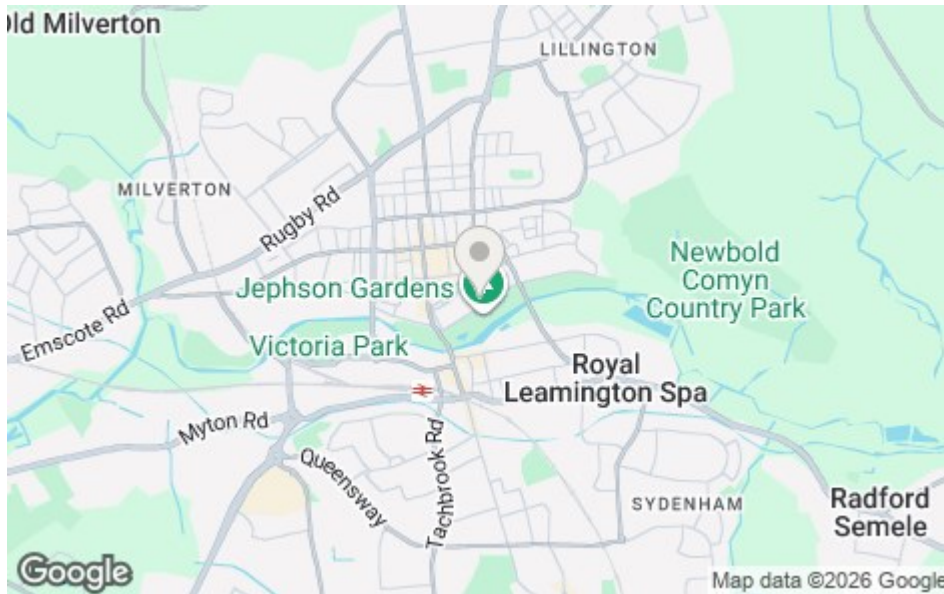 Old Milverton
LILLINGTON
MILVERTON
Rugby Rd
Newbold
Comyn
Country Park
Jephson Gardens
Emscote Rd
Victoria Park
Royal
Leamington Spa
Myton Rd
Queensway
Tachbrook Rd
SYDENHAM
Radford
Semele
Google
Map data ©2026 Google